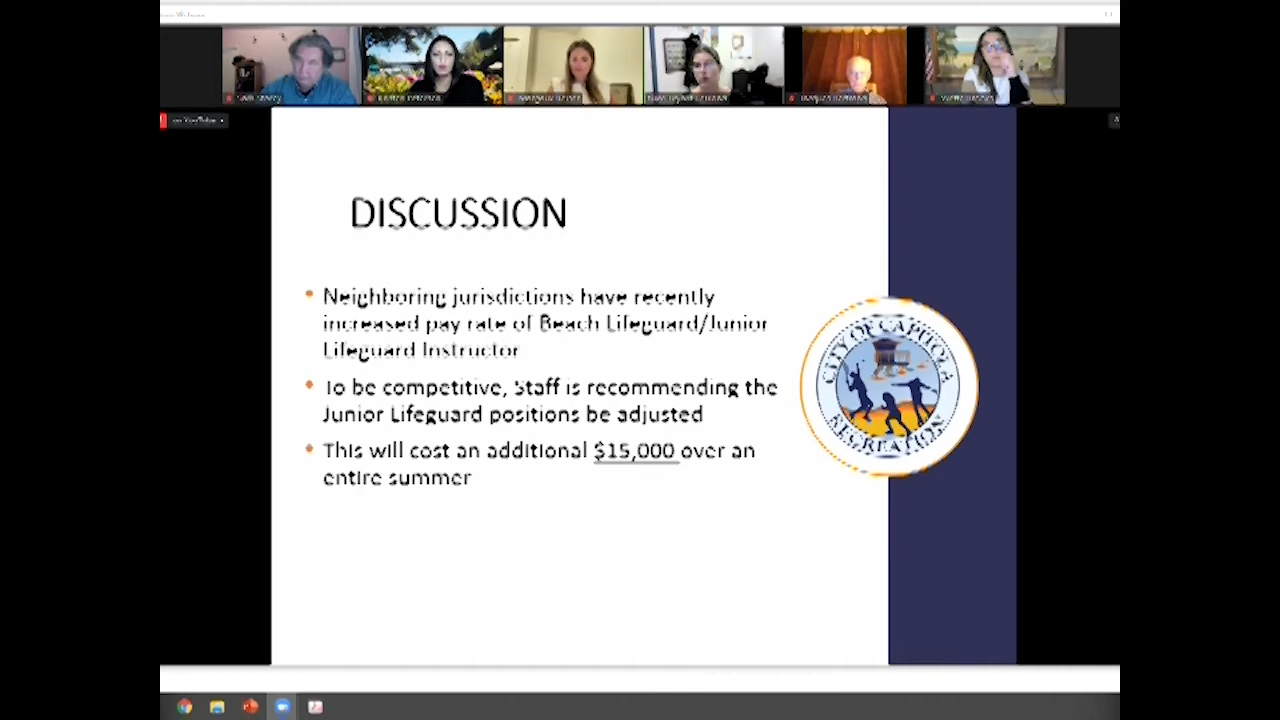 DISCUSSION
• Neighboring jurisdictions have recently
increased pay rate of Beach Lifeguard/Junior
Lifeguard Instructor
• To be competitive, Staff is recommending the
Junior Lifeguard positions be adjusted
• This will cost an additional $15,000 over an
entire summer
CITY OF CAPITOLA
RECREATION